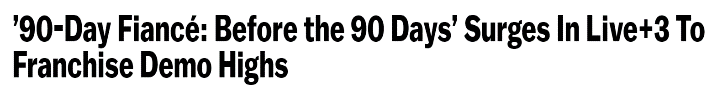 ’90-Day Fiancé: Before the 90 Days’ Surges In Live+3 To
Franchise Demo Highs